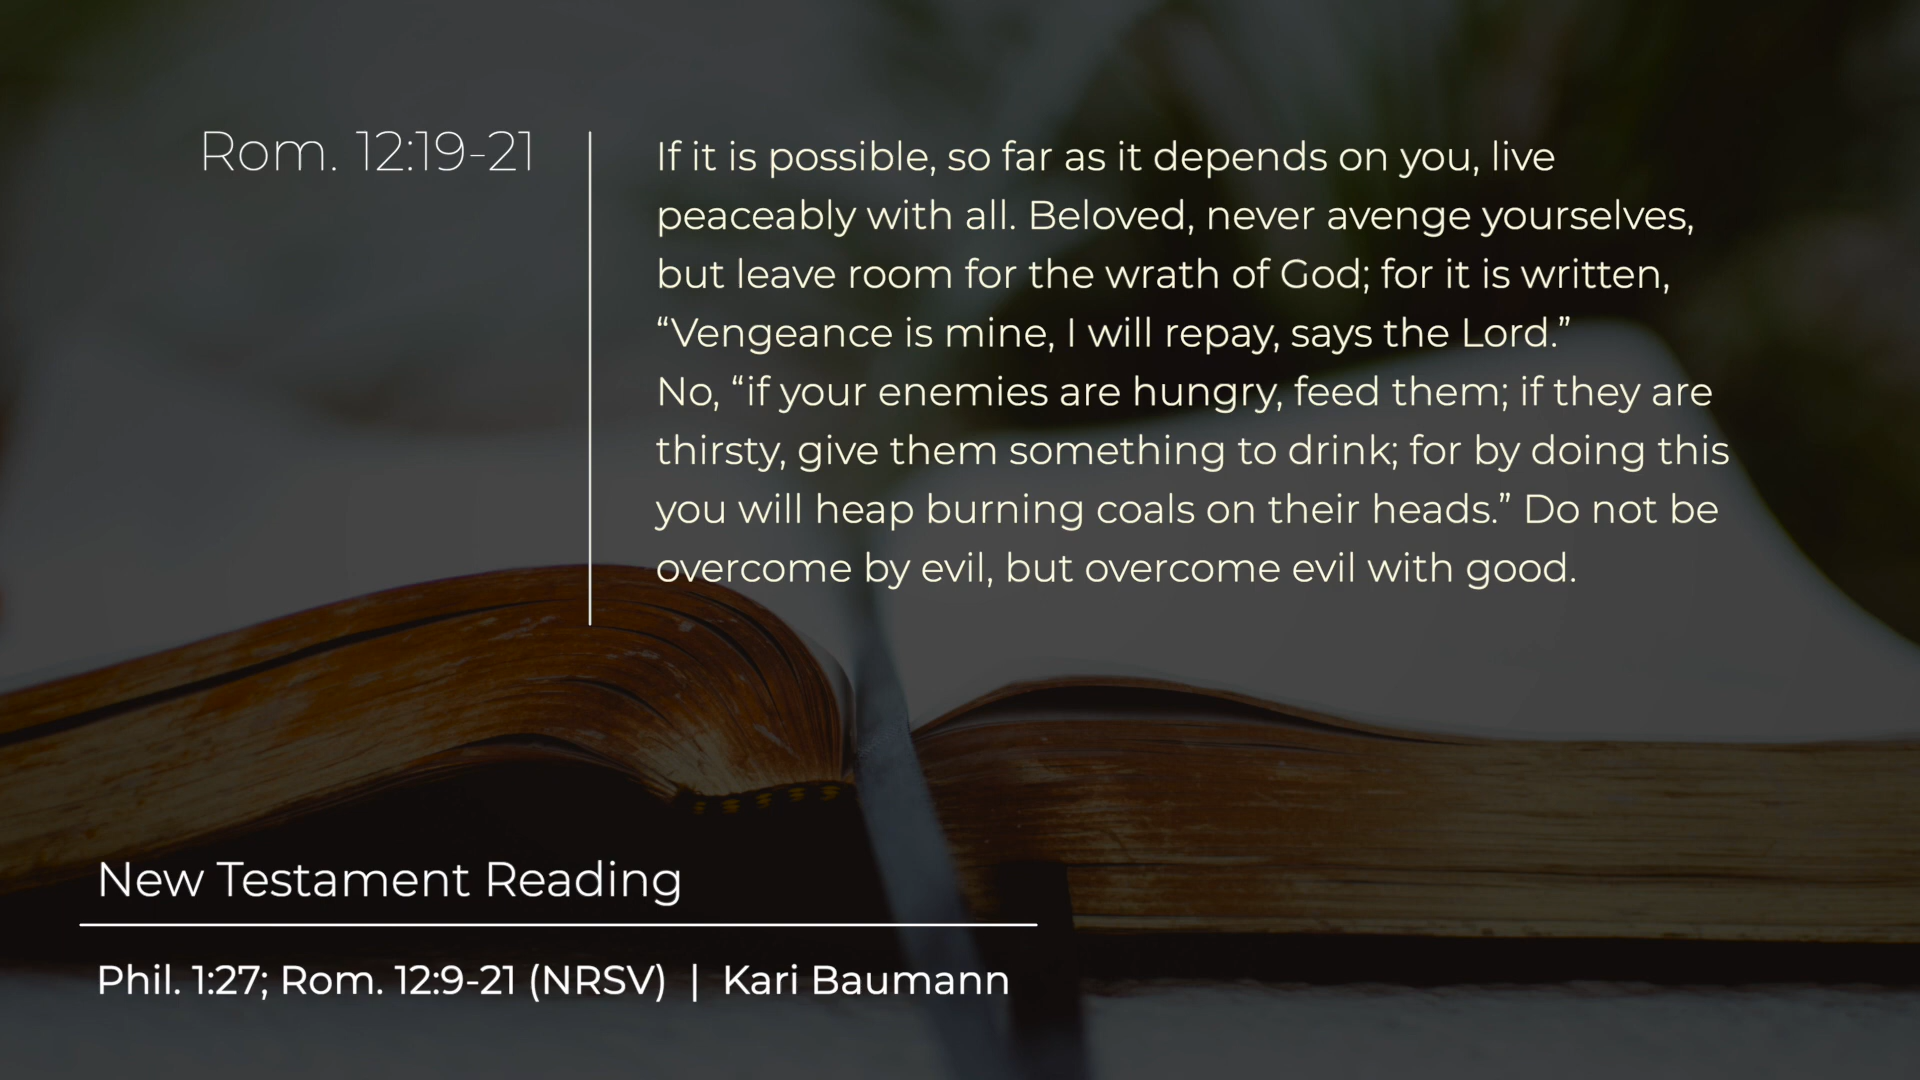 Rom. 12:19-21
If it is possible, so far as it depends on you, live
peaceably with all. Beloved, never avenge yourselves,
but leave room for the wrath of God; for it is written,
“Vengeance is mine, I will repay, says the Lord.”
No, “if your enemies are hungry, feed them; if they are
thirsty, give them something to drink; for by doing this
you will heap burning coals on their heads.” Do not be
overcome by evil, but overcome evil with good.
New Testament Reading
Phil. 1:27; Rom. 12:9-21 (NRSV) | Kari Baumann